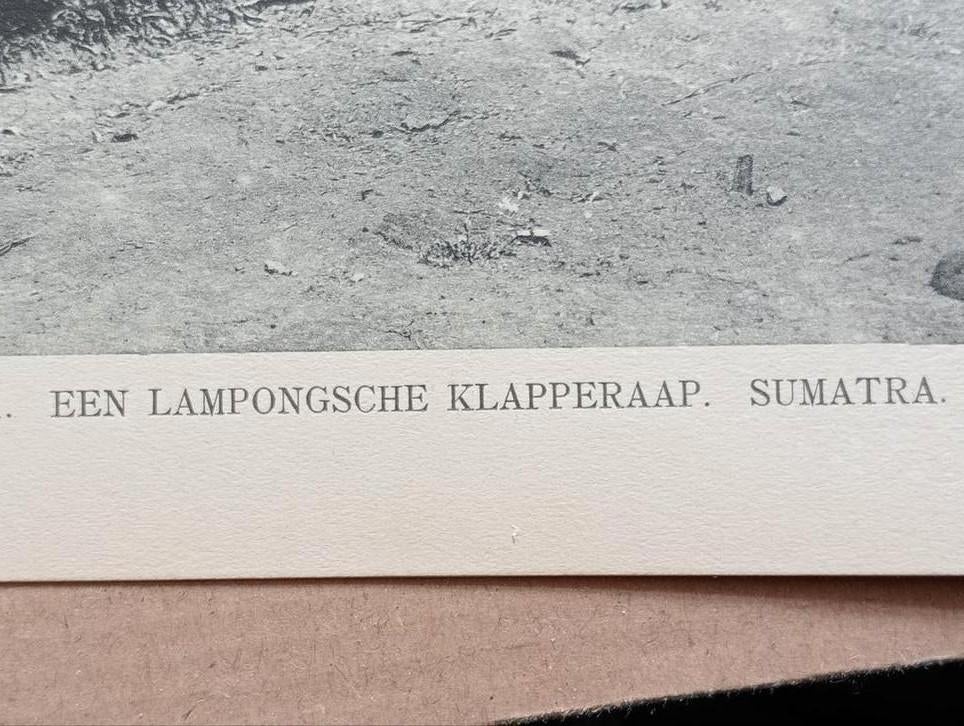 . EEN LAMPONGSCHE KLAPPERAAP. SUMATRA.